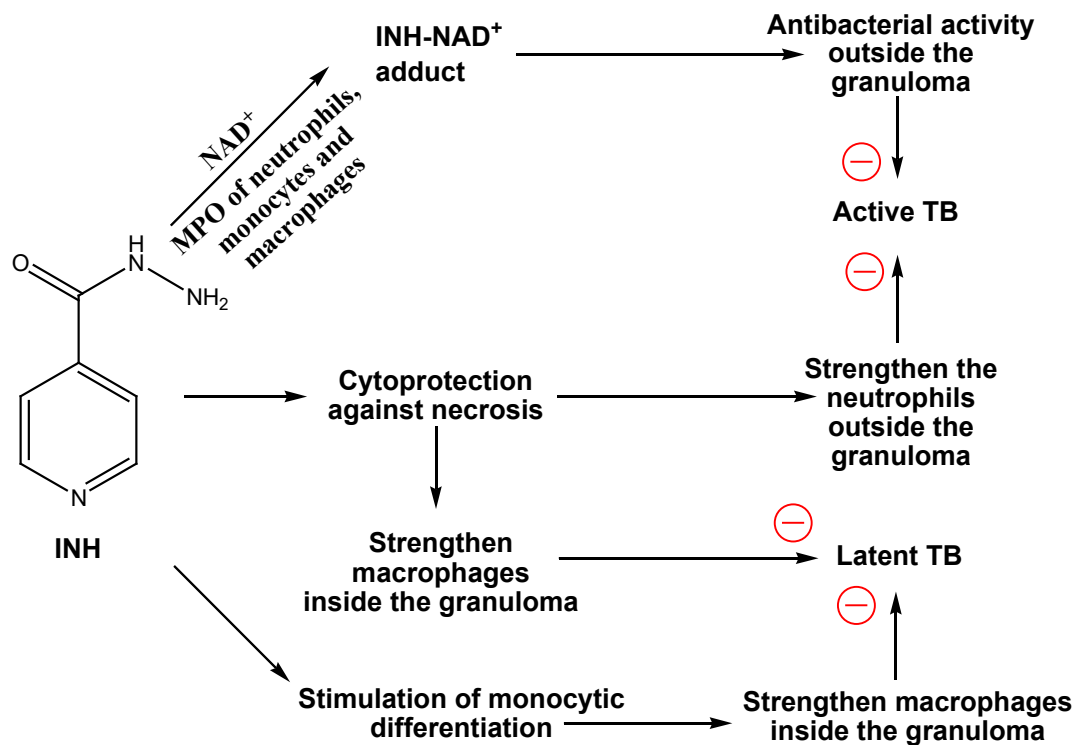 INH-NAD+
adduct
Antibacterial activity
outside the
granuloma
NAD+
MPO of neutrophils,
monocytes and
macrophages
−
Active TB
−
O
H
N
NH2
N
INH
Cytoprotection
against necrosis
Strengthen the
neutrophils
outside the
granuloma
Strengthen
macrophages
inside the granuloma
−
Latent TB
−
Stimulation of monocytic
differentiation
Strengthen macrophages
inside the granuloma